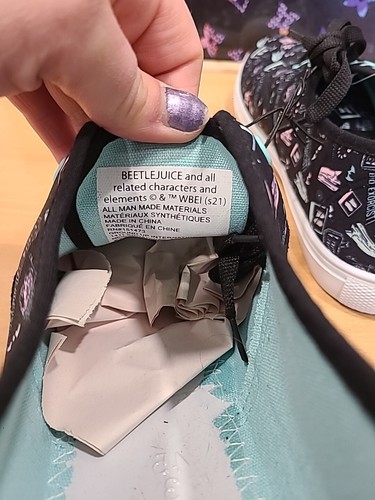 BEETLEJUICE and all
related characters and
elements © & ™ WBEI (s21)
ALL MAN MADE MATERIALS
MATÉRIAUX SYNTHÉTIQUES
MADE IN CHINA
FABRIQUÉ EN CHINE